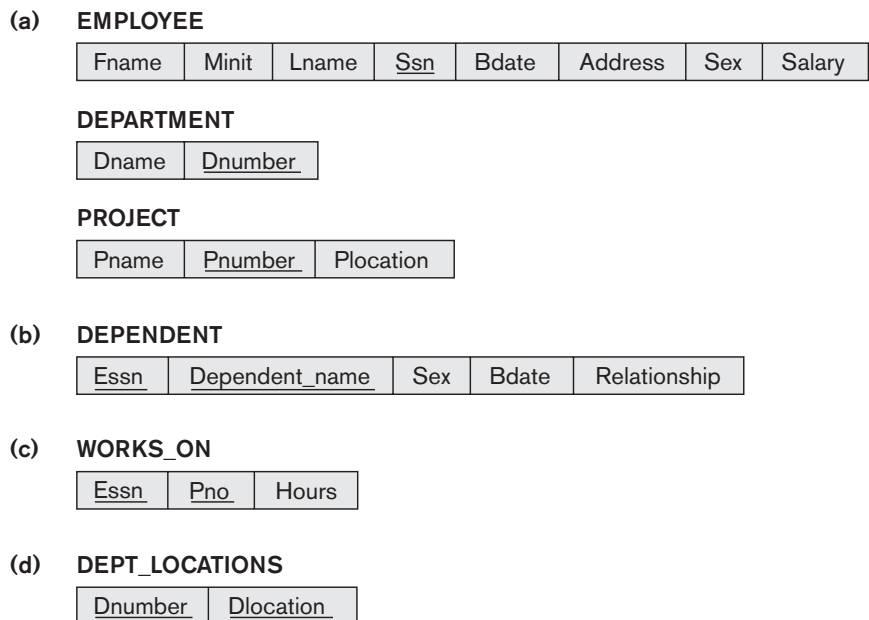 (a) EMPLOYEE
Fname Minit Lname Ssn Bdate Address Sex Salary
DEPARTMENT
Dname Dnumber
PROJECT
Pname Pnumber Plocation
(b) DEPENDENT
Essn Dependent_name Sex Bdate Relationship
(c) WORKS_ON
Essn Pno Hours
(d) DEPT_LOCATIONS
Dnumber Dlocation